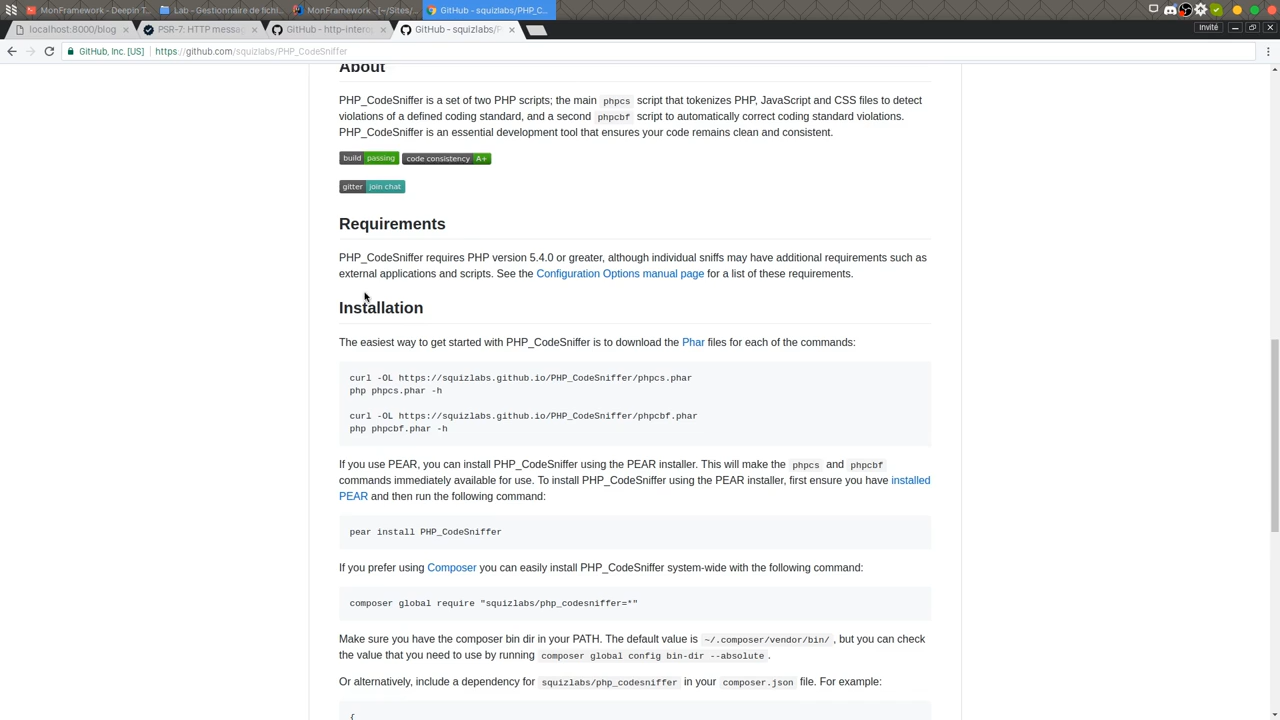 MonFramework - Deepin T...
Lab – Gestionnaire de fichi...
MonFramework - [~/Sites/...
GitHub - squizlabs/PHP_C...
localhost:8000/blog
PSR-7: HTTP messa
GitHub - http-interop
GitHub - squizlabs/P
Invité
GitHub, Inc. [US]
https://github.com/squizlabs/PHP_CodeSniffer
About
PHP_CodeSniffer is a set of two PHP scripts; the main phpcs script that tokenizes PHP, JavaScript and CSS files to detect
violations of a defined coding standard, and a second phpcbf script to automatically correct coding standard violations.
PHP_CodeSniffer is an essential development tool that ensures your code remains clean and consistent.
build passing code consistency A+
gitter join chat
Requirements
PHP_CodeSniffer requires PHP version 5.4.0 or greater, although individual sniffs may have additional requirements such as
external applications and scripts. See the Configuration Options manual page for a list of these requirements.
Installation
The easiest way to get started with PHP_CodeSniffer is to download the Phar files for each of the commands:
curl -OL https://squizlabs.github.io/PHP_CodeSniffer/phpcs.phar
php phpcs.phar -h
curl -OL https://squizlabs.github.io/PHP_CodeSniffer/phpcbf.phar
php phpcbf.phar -h
If you use PEAR, you can install PHP_CodeSniffer using the PEAR installer. This will make the phpcs and phpcbf
commands immediately available for use. To install PHP_CodeSniffer using the PEAR installer, first ensure you have installed
PEAR and then run the following command:
pear install PHP_CodeSniffer
If you prefer using Composer you can easily install PHP_CodeSniffer system-wide with the following command:
composer global require "squizlabs/php_codesniffer=*"
Make sure you have the composer bin dir in your PATH. The default value is ~/.composer/vendor/bin/, but you can check
the value that you need to use by running composer global config bin-dir --absolute.
Or alternatively, include a dependency for squizlabs/php_codesniffer in your composer.json file. For example:
{